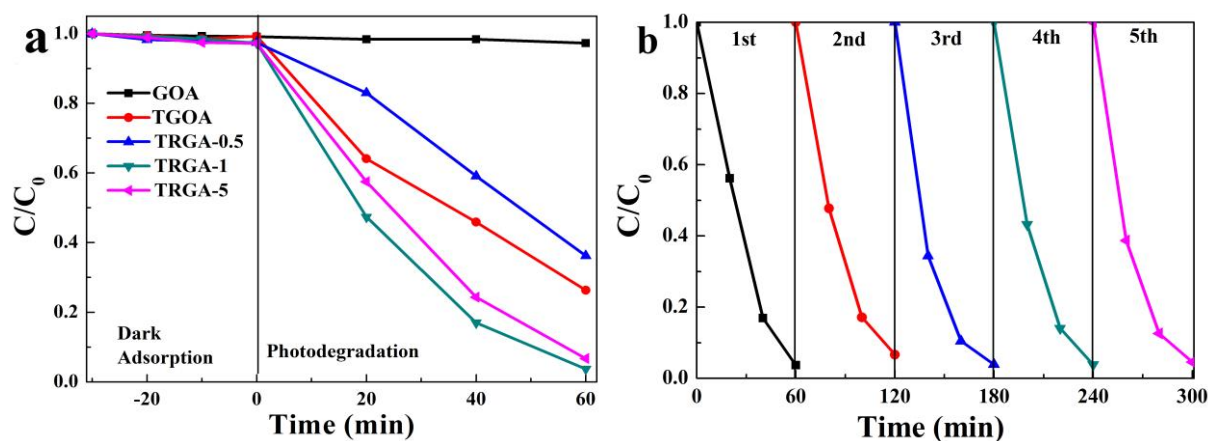 a
1.0
0.8
0.6
0.4
0.2
0.0
C/C0
GOA
TGOA
TRGA-0.5
TRGA-1
TRGA-5
Dark
Adsorption
Photodegradation
-20 0 20 40 60
Time (min)
b
1st 2nd 3rd 4th 5th
1.0
0.8
0.6
0.4
0.2
0.0
C/C0
0 60 120 180 240 300
Time (min)